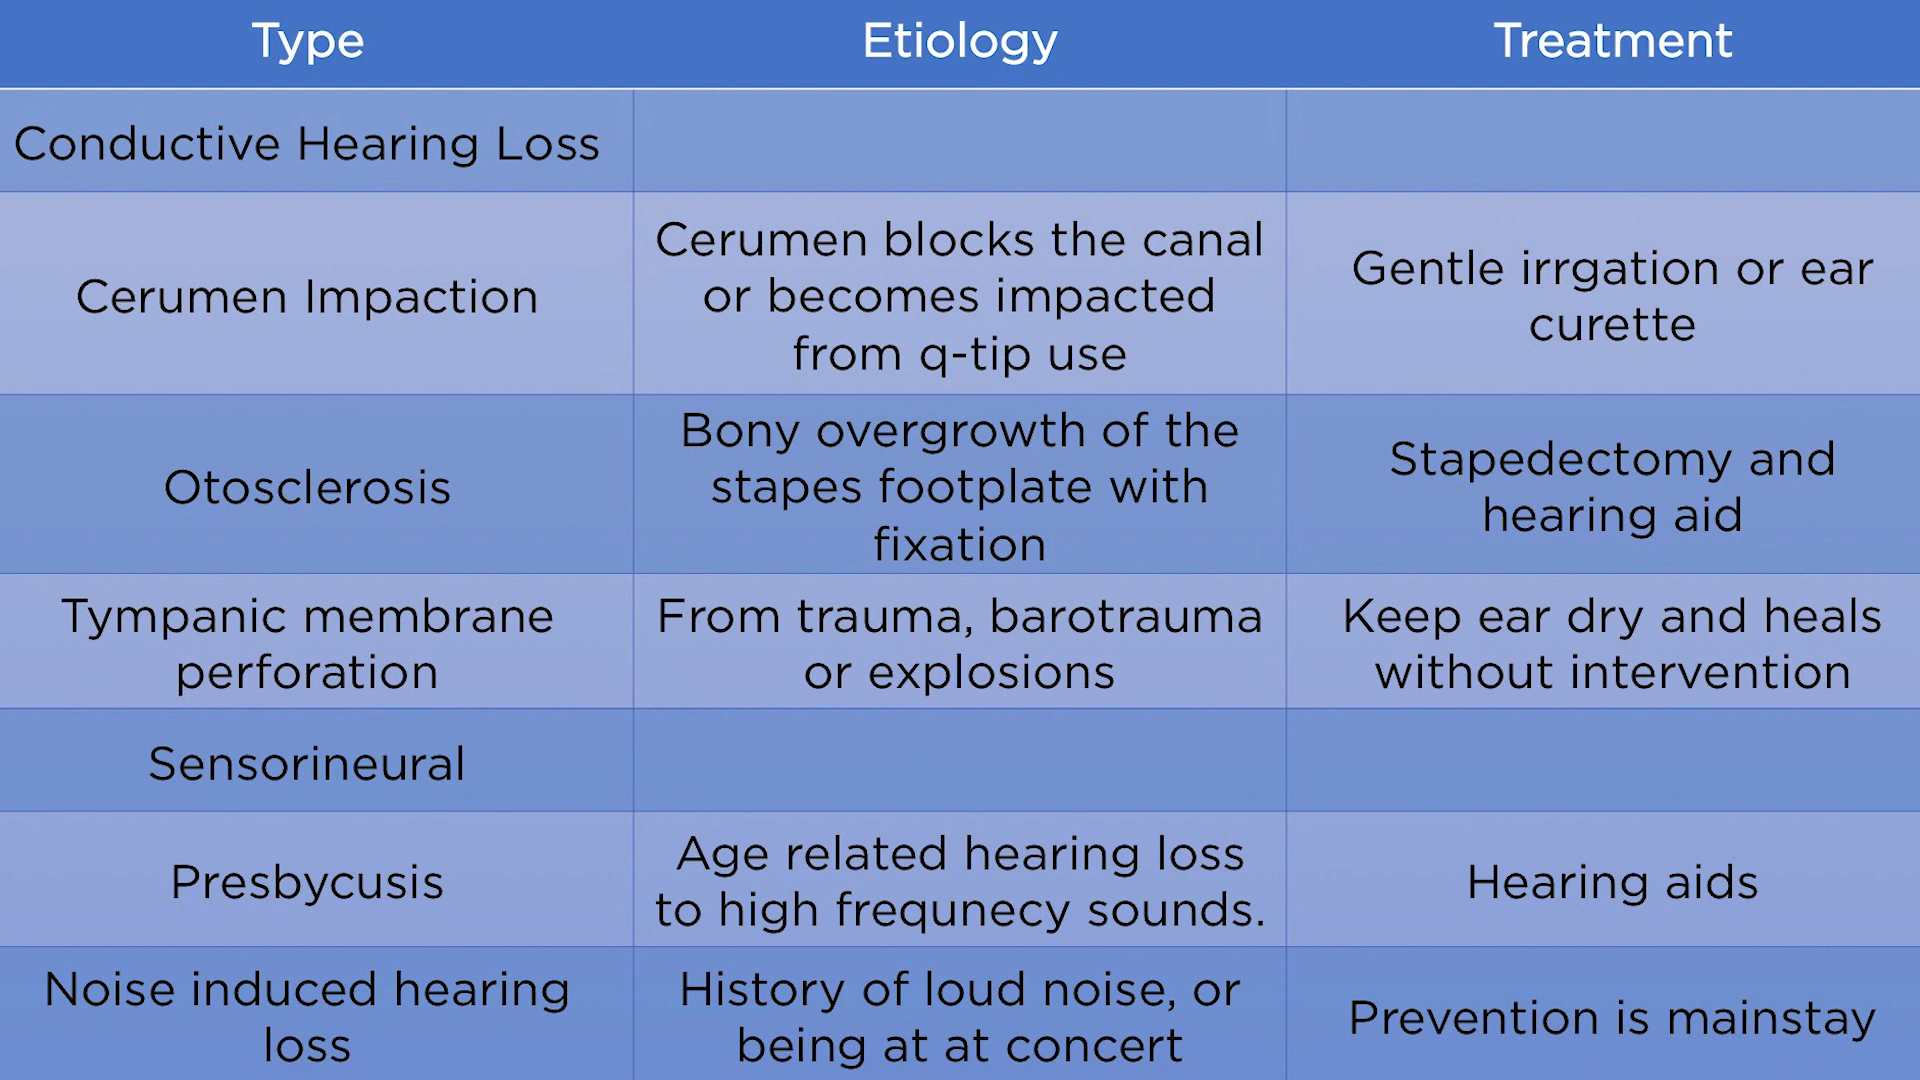 Type Etiology Treatment
Conductive Hearing Loss
Cerumen Impaction
Cerumen blocks the canal
or becomes impacted
from q-tip use
Gentle irrgation or ear
curette
Otosclerosis
Bony overgrowth of the
stapes footplate with
fixation
Stapedectomy and
hearing aid
Tympanic membrane
perforation
From trauma, barotrauma
or explosions
Keep ear dry and heals
without intervention
Sensorineural
Presbycusis
Age related hearing loss
to high frequnecy sounds.
Hearing aids
Noise induced hearing
loss
History of loud noise, or
being at at concert
Prevention is mainstay